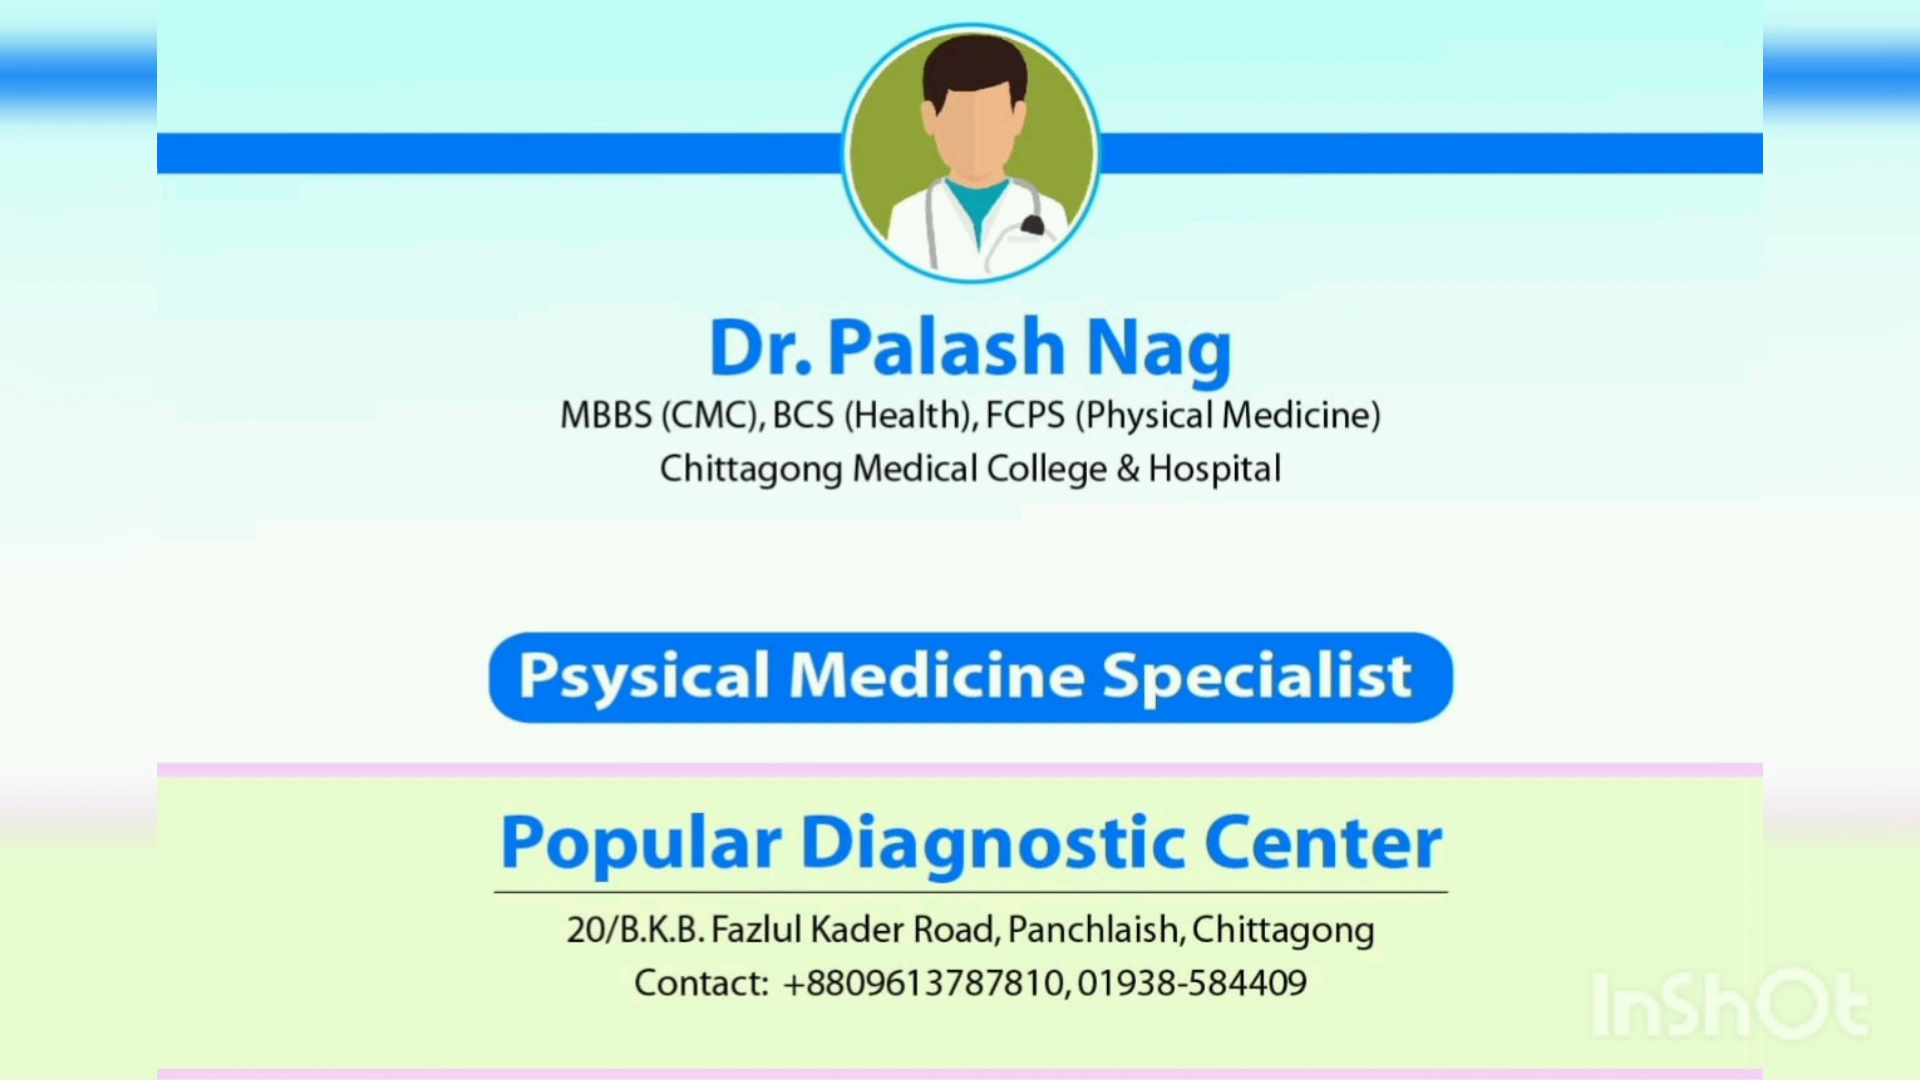 Dr. Palash Nag
MBBS (CMC), BCS (Health), FCPS (Physical Medicine)
Chittagong Medical College & Hospital
Psysical Medicine Specialist
Popular Diagnostic Center
20/B.K.B. Fazlul Kader Road, Panchlaish, Chittagong
Contact: +8809613787810, 01938-584409
InShOt